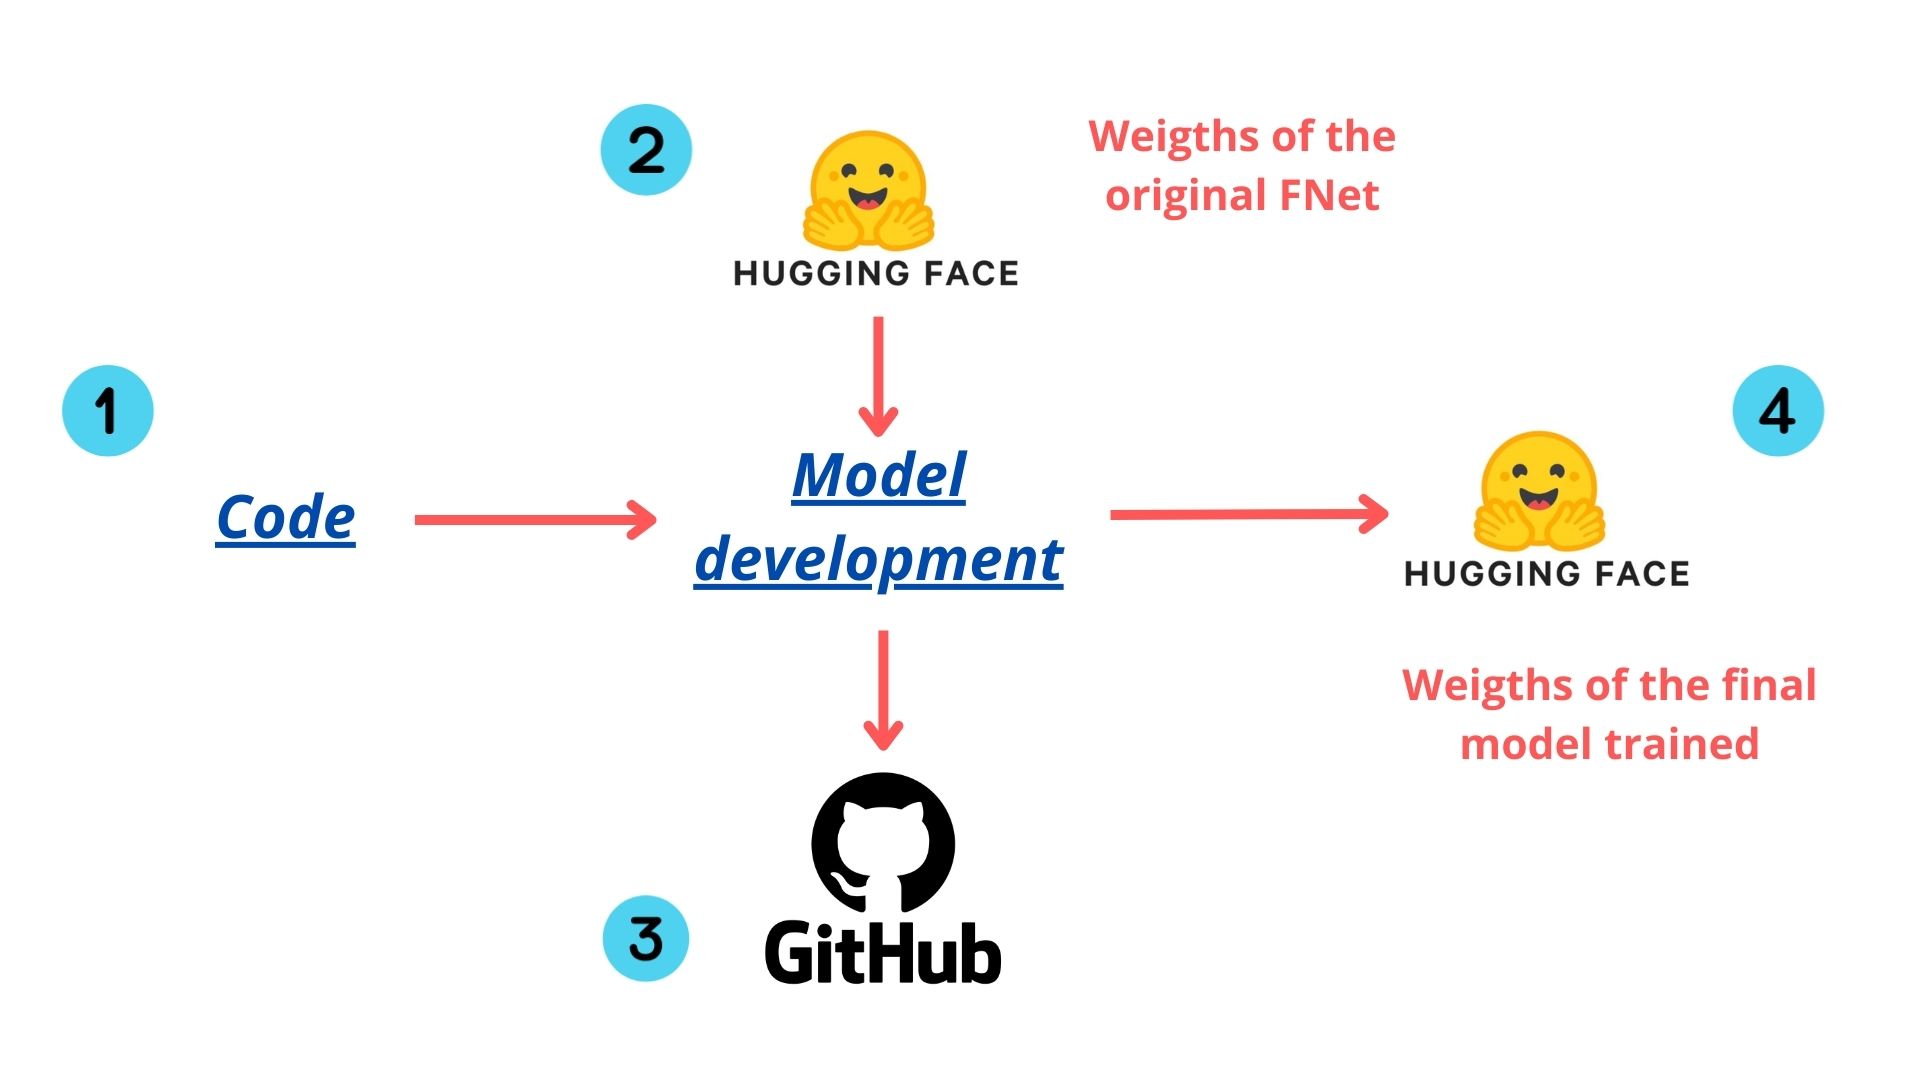 2
Weigths of the
original FNet
HUGGING FACE
1
4
Model
Code
development
HUGGING FACE
Weigths of the final
model trained
3
GitHub